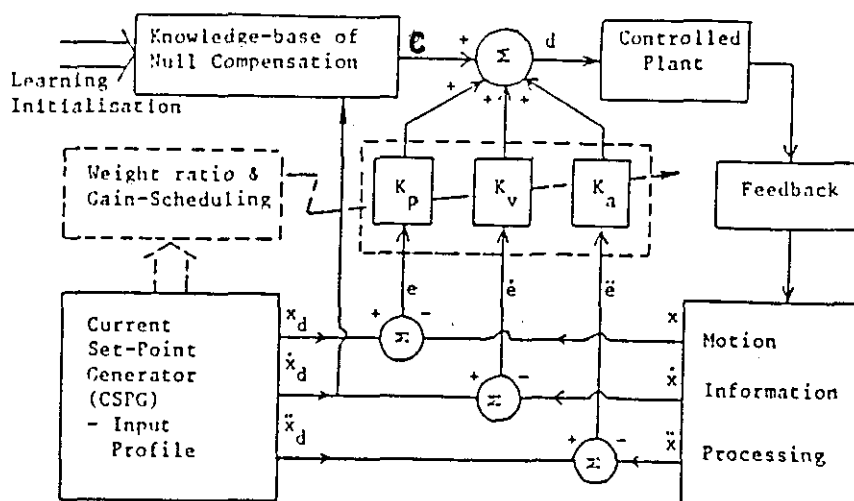 Knowledge-base of
Null Compensation
C
+
Σ
d
Controlled
Plant
Learning
Initialisation
+
+
+
+
Weight ratio &
Gain-Scheduling
K_p
K_v
K_a
Feedback
e
ė
ë
Current
Set-Point
Generator
(CSPG)
- Input
Profile
x_d
+
-
Σ
x
ẋ_d
+
-
Σ
ẋ
ẍ_d
+
-
Σ
ẍ
Motion
Information
Processing